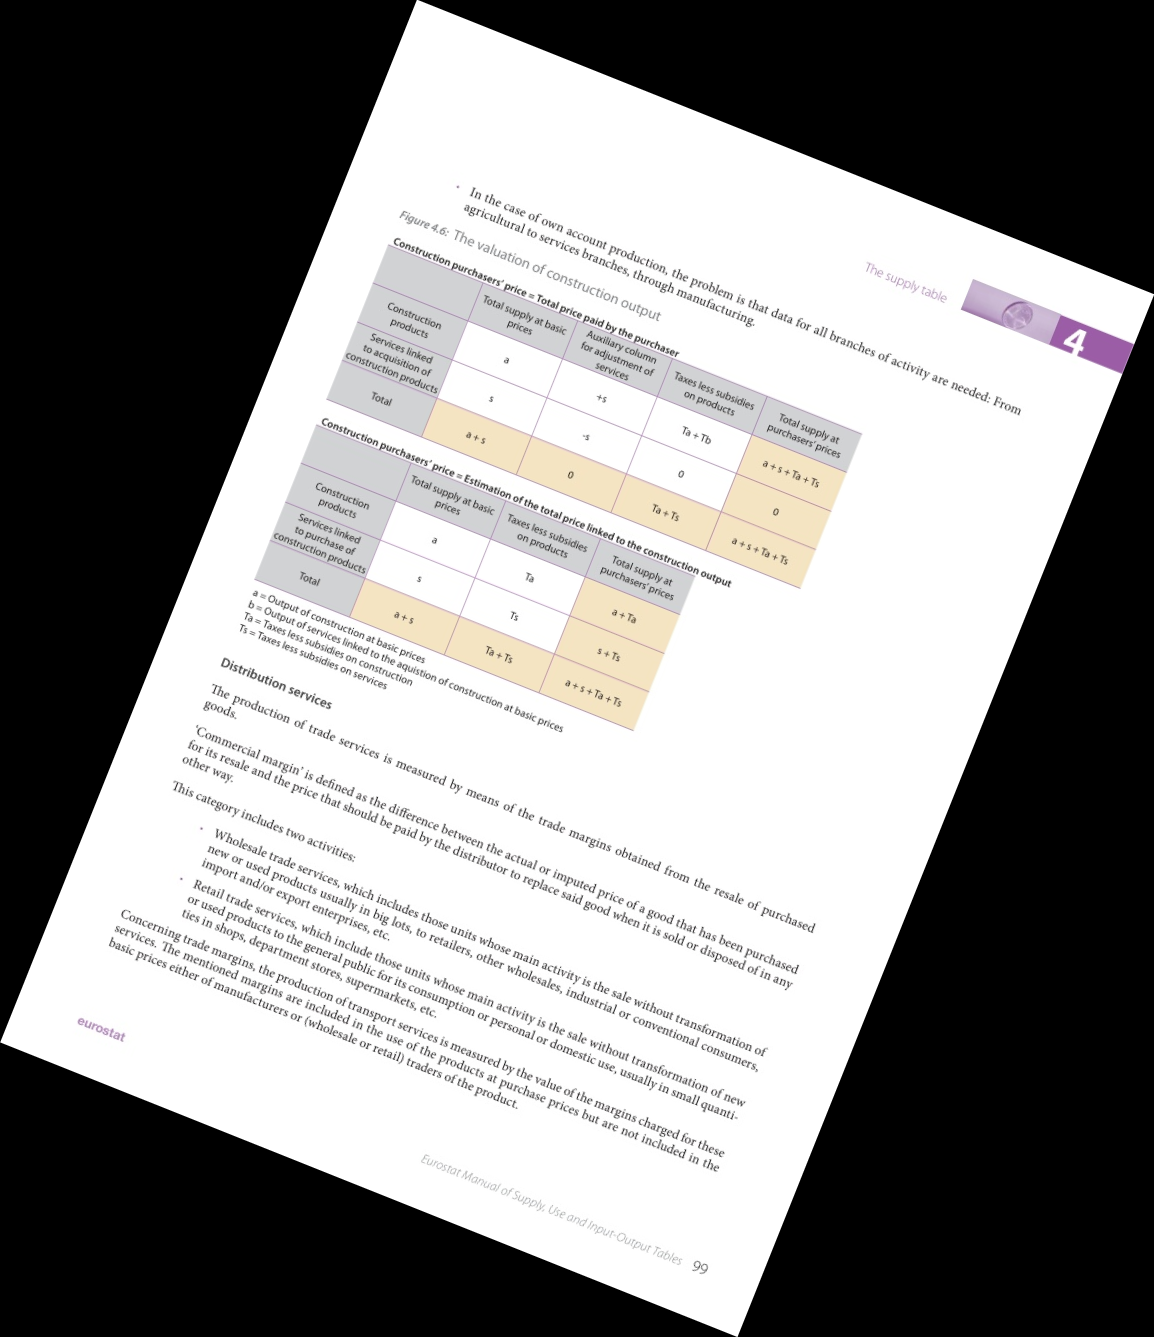 The supply table
4
• In the case of own account production, the problem is that data for all branches of activity are needed: From
agricultural to services branches, through manufacturing.
Figure 4.6: The valuation of construction output
Construction purchasers' price = Total price paid by the purchaser
Total supply at basic prices
Auxiliary column for adjustment of services
Taxes less subsidies on products
Total supply at purchasers' prices
Construction products a +s Ta + Tb a + s + Ta + Ts
Services linked to acquisition of construction products s -s 0 0
Total a + s 0 Ta + Ts a + s + Ta + Ts
Construction purchasers' price = Estimation of the total price linked to the construction output
Total supply at basic prices
Taxes less subsidies on products
Total supply at purchasers' prices
Construction products a Ta a + Ta
Services linked to purchase of construction products s Ts s + Ts
Total a + s Ta + Ts a + s +Ta + Ts
a = Output of construction at basic prices
b = Output of services linked to the aquistion of construction at basic prices
Ta = Taxes less subsidies on construction
Ts = Taxes less subsidies on services
Distribution services
The production of trade services is measured by means of the trade margins obtained from the resale of purchased
goods.
'Commercial margin' is defined as the difference between the actual or imputed price of a good that has been purchased
for its resale and the price that should be paid by the distributor to replace said good when it is sold or disposed of in any
other way.
This category includes two activities:
• Wholesale trade services, which includes those units whose main activity is the sale without transformation of
new or used products usually in big lots, to retailers, other wholesales, industrial or conventional consumers,
import and/or export enterprises, etc.
• Retail trade services, which include those units whose main activity is the sale without transformation of new
or used products to the general public for its consumption or personal or domestic use, usually in small quanti-
ties in shops, department stores, supermarkets, etc.
Concerning trade margins, the production of transport services is measured by the value of the margins charged for these
services. The mentioned margins are included in the use of the products at purchase prices but are not included in the
basic prices either of manufacturers or (wholesale or retail) traders of the product.
eurostat
Eurostat Manual of Supply, Use and Input-Output Tables 99